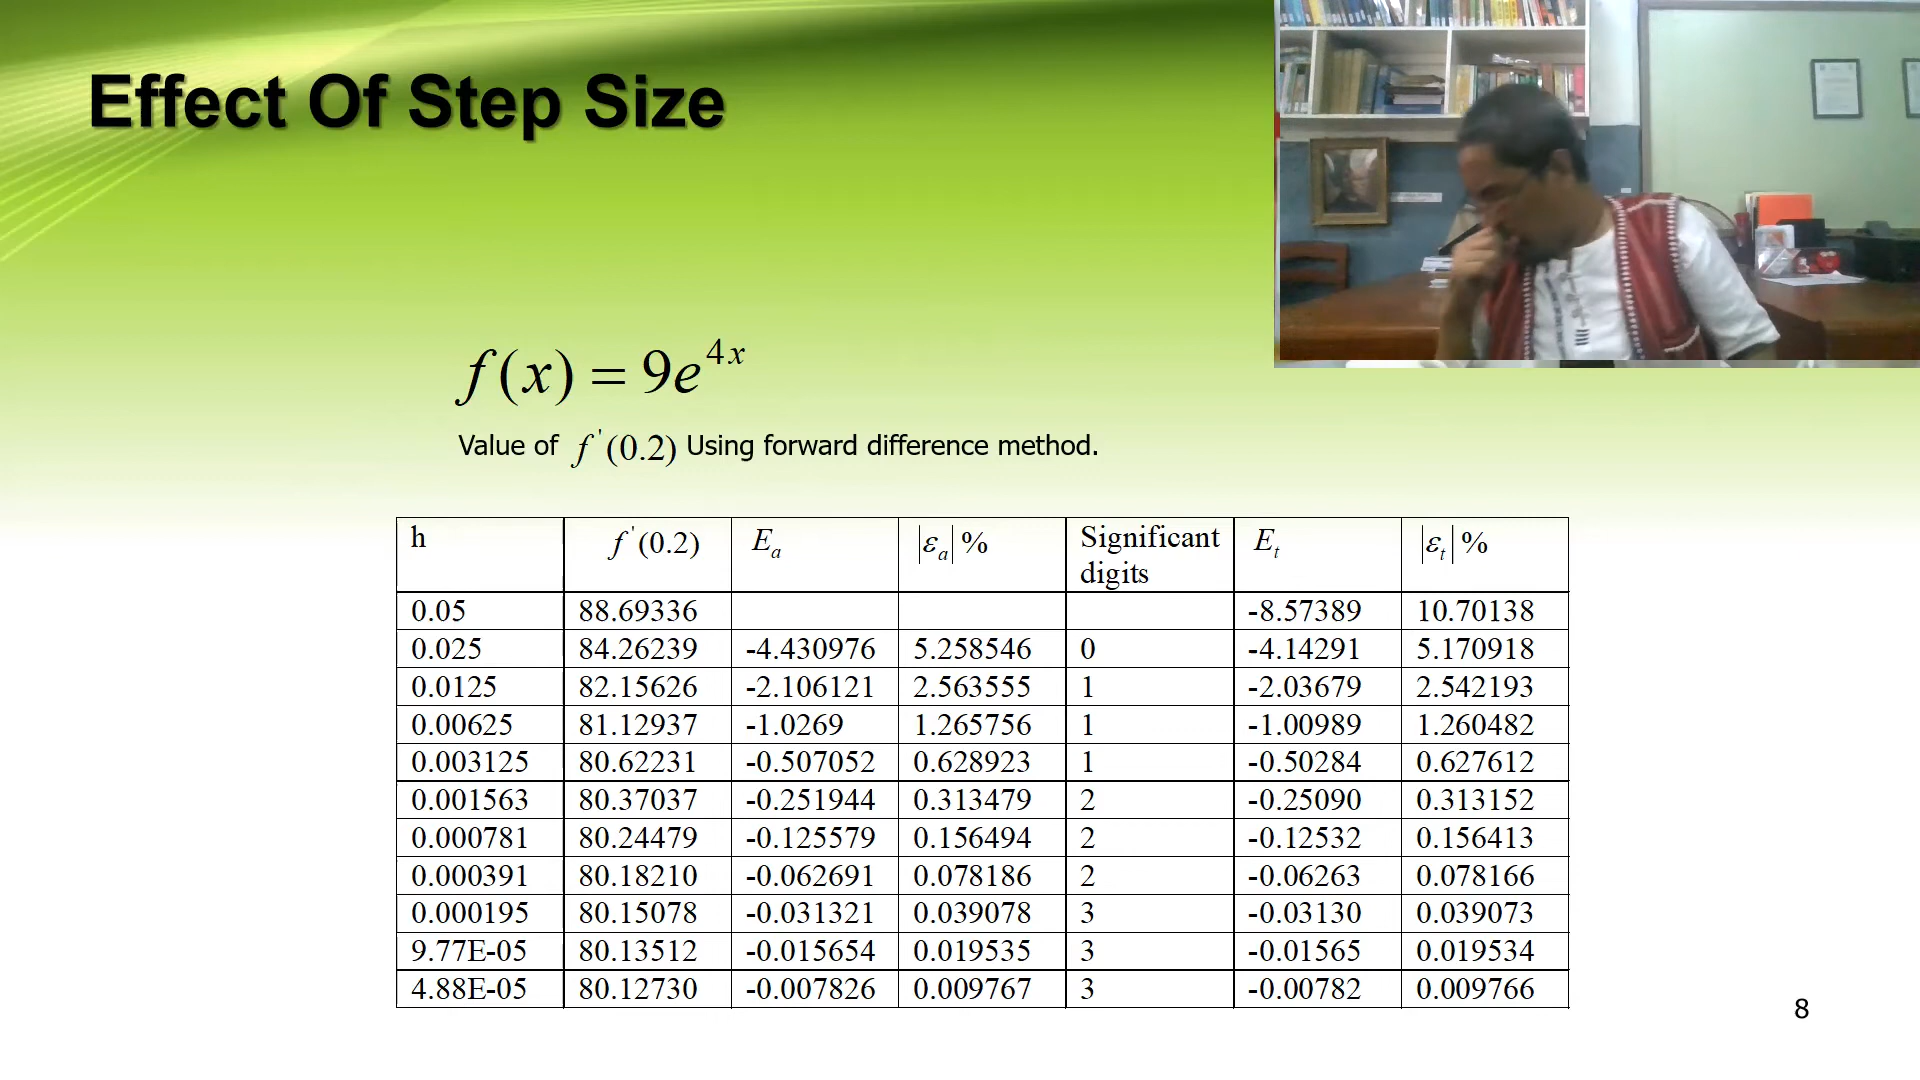 Effect Of Step Size
f(x) = 9e^{4x}
Value of f'(0.2) Using forward difference method.
h f'(0.2) E_a |ε_a| % Significant digits E_t |ε_t| %
0.05 88.69336 -8.57389 10.70138
0.025 84.26239 -4.430976 5.258546 0 -4.14291 5.170918
0.0125 82.15626 -2.106121 2.563555 1 -2.03679 2.542193
0.00625 81.12937 -1.0269 1.265756 1 -1.00989 1.260482
0.003125 80.62231 -0.507052 0.628923 1 -0.50284 0.627612
0.001563 80.37037 -0.251944 0.313479 2 -0.25090 0.313152
0.000781 80.24479 -0.125579 0.156494 2 -0.12532 0.156413
0.000391 80.18210 -0.062691 0.078186 2 -0.06263 0.078166
0.000195 80.15078 -0.031321 0.039078 3 -0.03130 0.039073
9.77E-05 80.13512 -0.015654 0.019535 3 -0.01565 0.019534
4.88E-05 80.12730 -0.007826 0.009767 3 -0.00782 0.009766
8